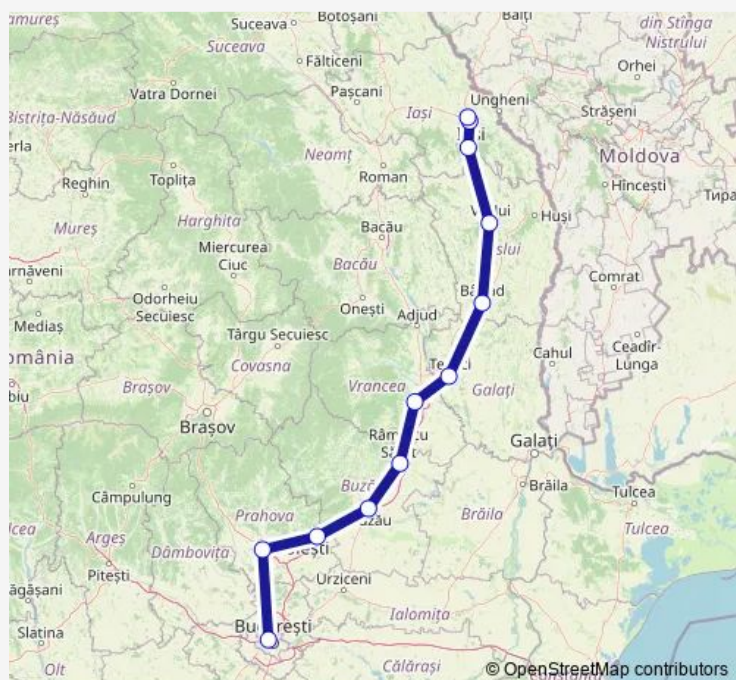 amureș
Suceava
Botoșani
Bălți
din Stînga
Nistrului
Suceava
Fălticeni
Orhei
Vatra Dornei
Pașcani
Iași
Ungheni
Strășeni
Bistrița-Năsăud
Neamț
Moldova
Reghin
Toplița
Roman
Hîncești
Huși
Mureș
Harghita
Bacău
Miercurea
Ciuc
Bacău
Comrat
Odorheiu
Secuiesc
Onești
Adjud
Mediaș
Târgu Secuiesc
Ceadîr-
Lunga
Cahul
Covasna
Brașov
Vrancea
Galați
Brașov
Galați
Câmpulung
Brăila
Tulcea
Prahova
Brăila
Tulcea
Argeș
Dâmbovița
Pitești
Urziceni
Ialomița
Slatina
Olt
Călărași
© OpenStreetMap contributors